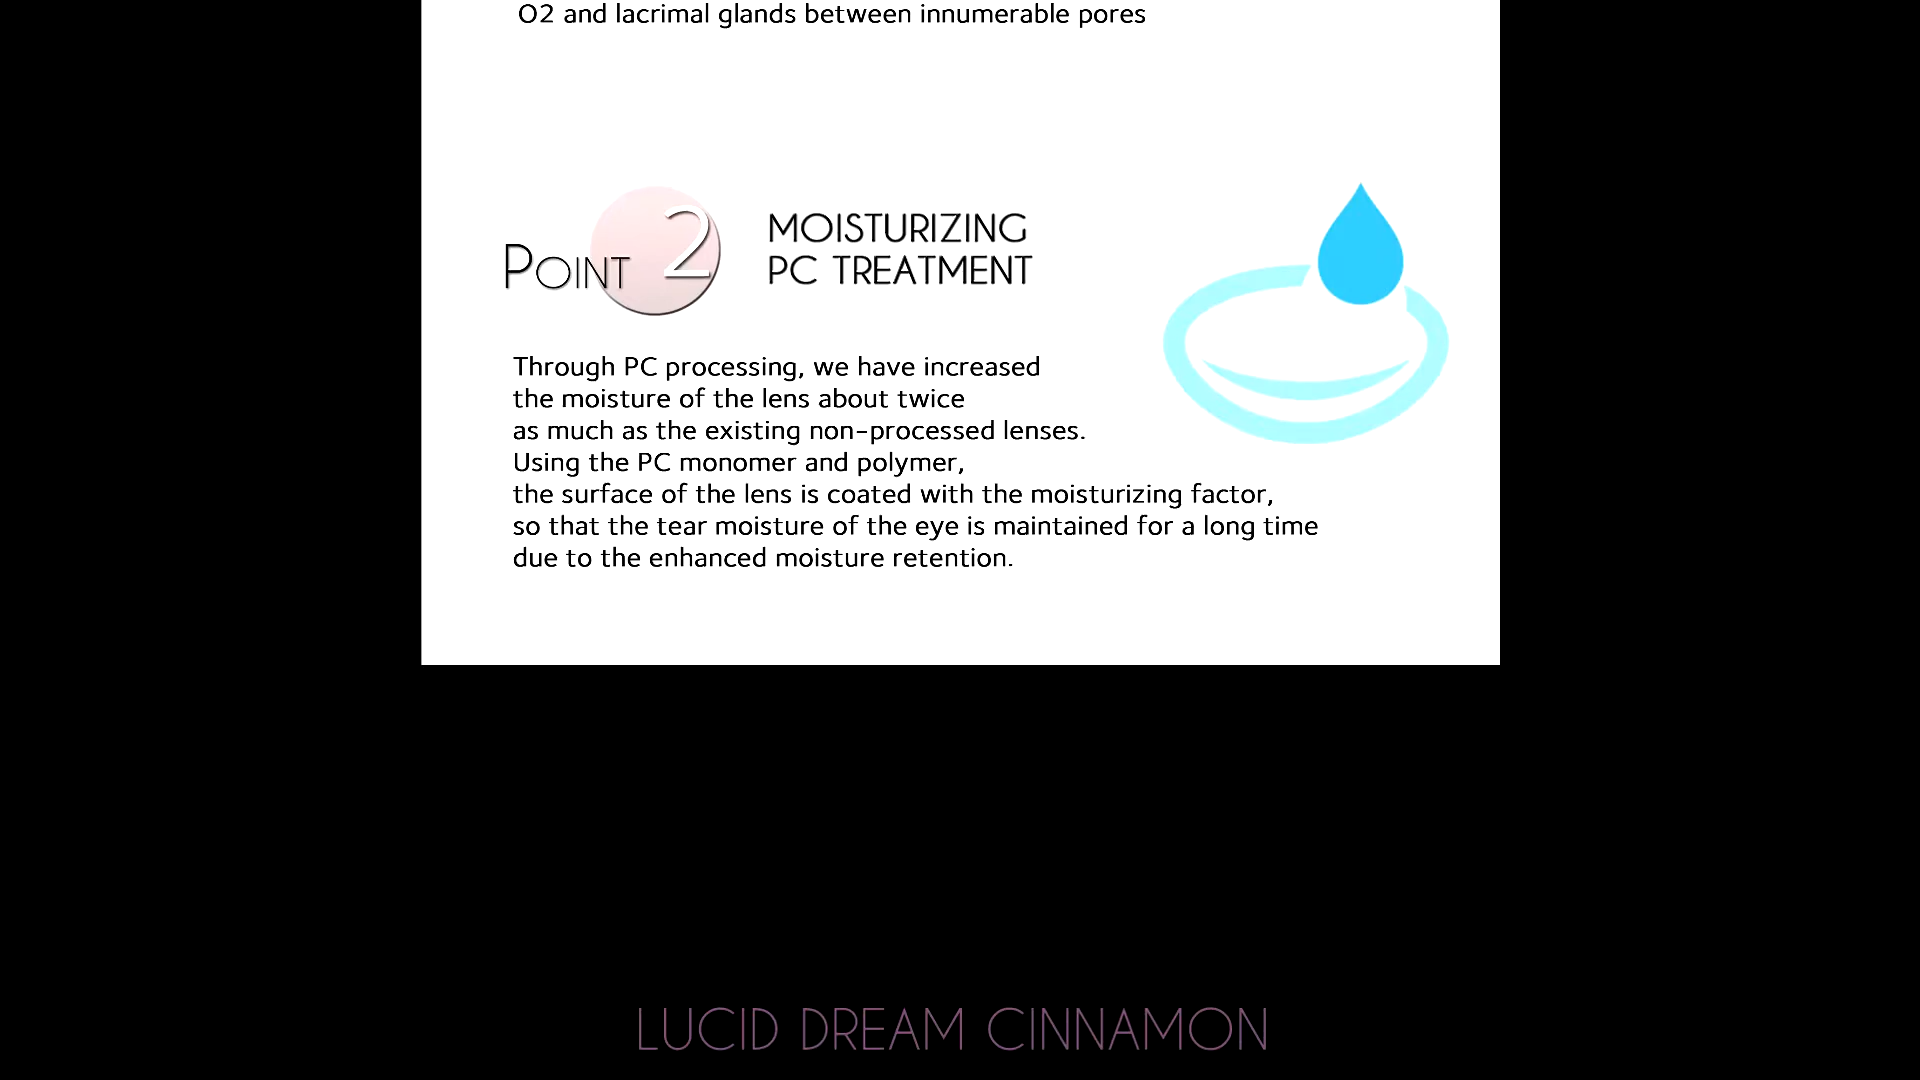 O2 and lacrimal glands between innumerable pores
POINT 2
MOISTURIZING
PC TREATMENT
Through PC processing, we have increased
the moisture of the lens about twice
as much as the existing non-processed lenses.
Using the PC monomer and polymer,
the surface of the lens is coated with the moisturizing factor,
so that the tear moisture of the eye is maintained for a long time
due to the enhanced moisture retention.
LUCID DREAM CINNAMON